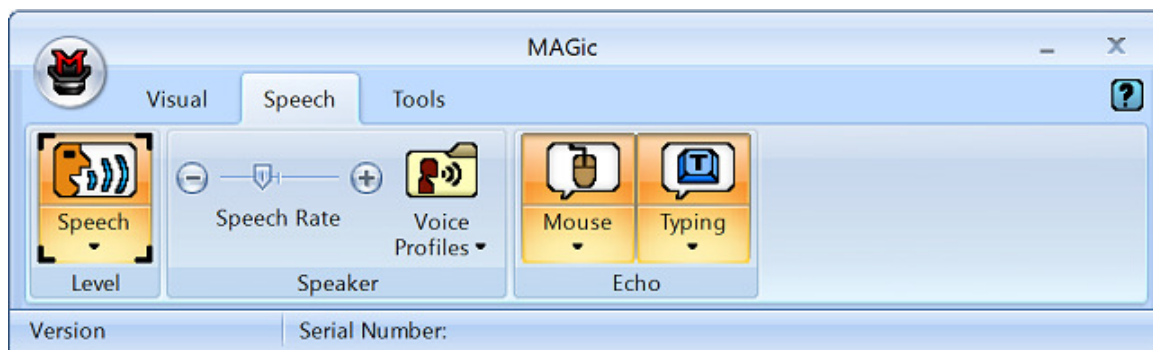 MAGic
Visual Speech Tools
Speech
Speech Rate
Voice
Profiles
Mouse
Typing
Level
Speaker
Echo
Version
Serial Number: